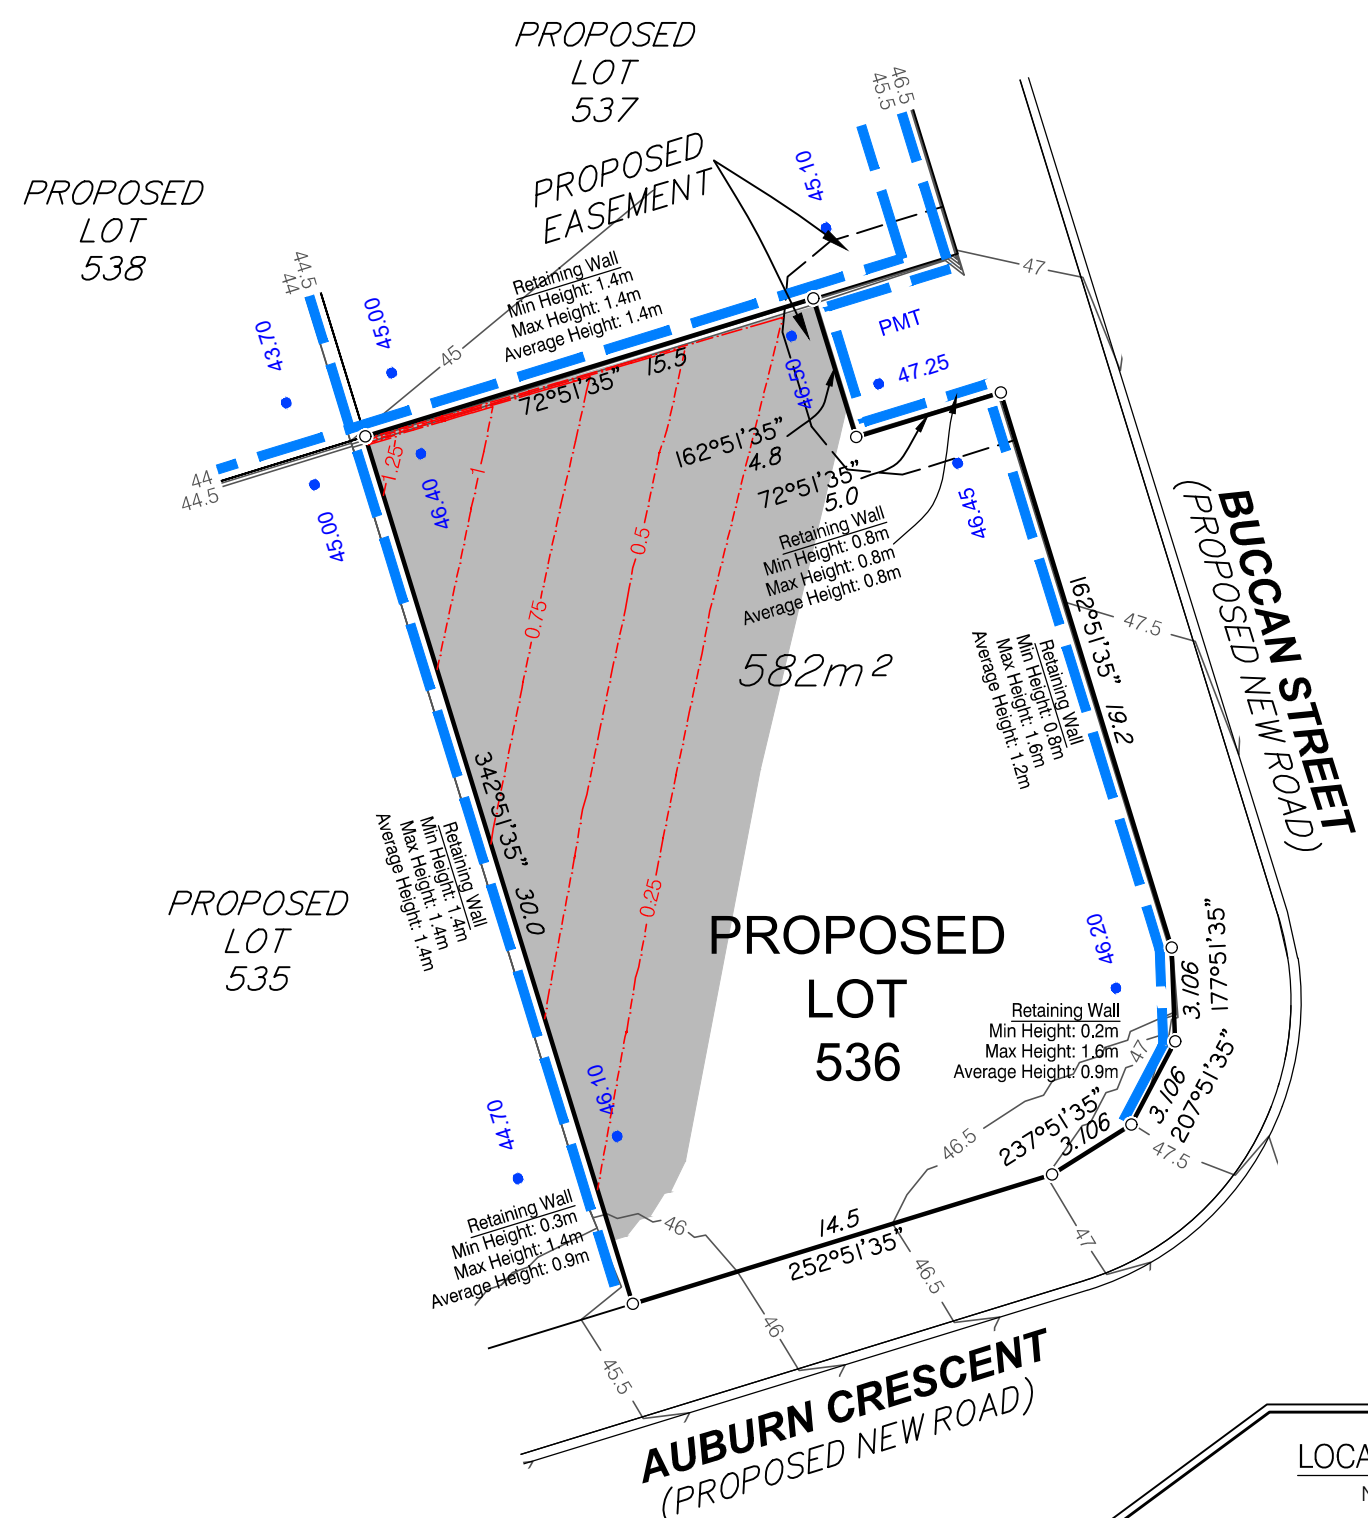 PROPOSED
LOT
537
PROPOSED
LOT
538
PROPOSED
EASEMENT
46.5
45.5
45.10
44.5
44
45.00
43.70
45
47
Retaining Wall
Min Height: 1.4m
Max Height: 1.4m
Average Height: 1.4m
15.5
72°51'35"
PMT
47.25
46.50
44
44.5
45.00
1.25
46.40
1
0.5
0.75
0.25
162°51'35"
4.8
72°51'35"
5.0
46.45
Retaining Wall
Min Height: 0.8m
Max Height: 0.8m
Average Height: 0.8m
582m²
162°51'35" 19.2
47.5
Retaining Wall
Min Height: 0.8m
Max Height: 1.6m
Average Height: 1.2m
BUCCAN STREET
(PROPOSED NEW ROAD)
342°51'35" 30.0
Retaining Wall
Min Height: 1.4m
Max Height: 1.4m
Average Height: 1.4m
PROPOSED
LOT
535
PROPOSED
LOT
536
46.20
3.106
177°51'35"
Retaining Wall
Min Height: 0.2m
Max Height: 1.6m
Average Height: 0.9m
47
3.106
207°51'35"
237°51'35"
3.106
47.5
46.5
46.10
44.70
Retaining Wall
Min Height: 0.3m
Max Height: 1.4m
Average Height: 0.9m
46
14.5
252°51'35"
47
46.5
46
45.5
AUBURN CRESCENT
(PROPOSED NEW ROAD)
LOCA
N